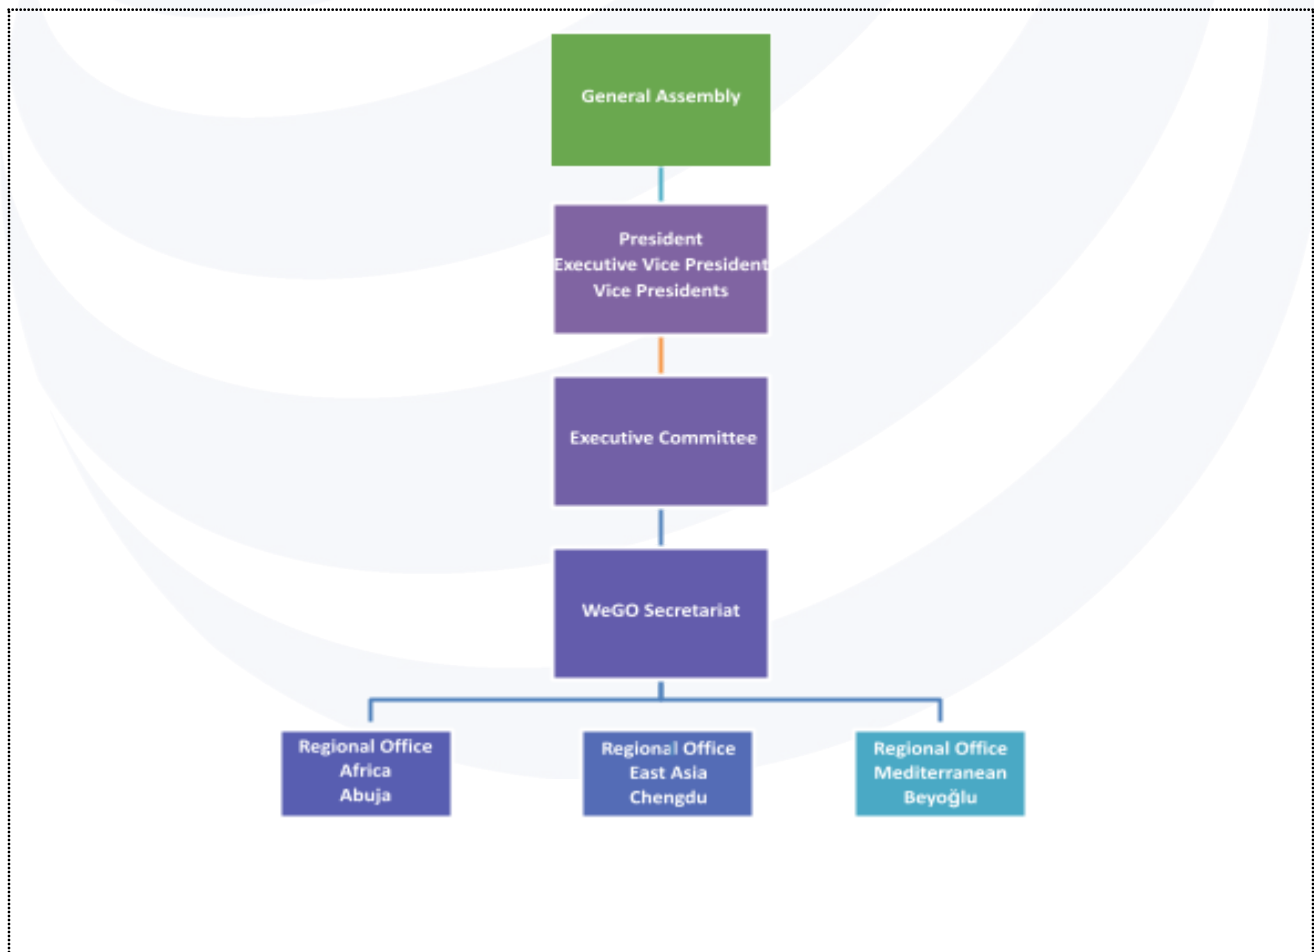 General Assembly
President
Executive Vice President
Vice Presidents
Executive Committee
WeGO Secretariat
Regional Office
Africa
Abuja
Regional Office
East Asia
Chengdu
Regional Office
Mediterranean
Beyoğlu